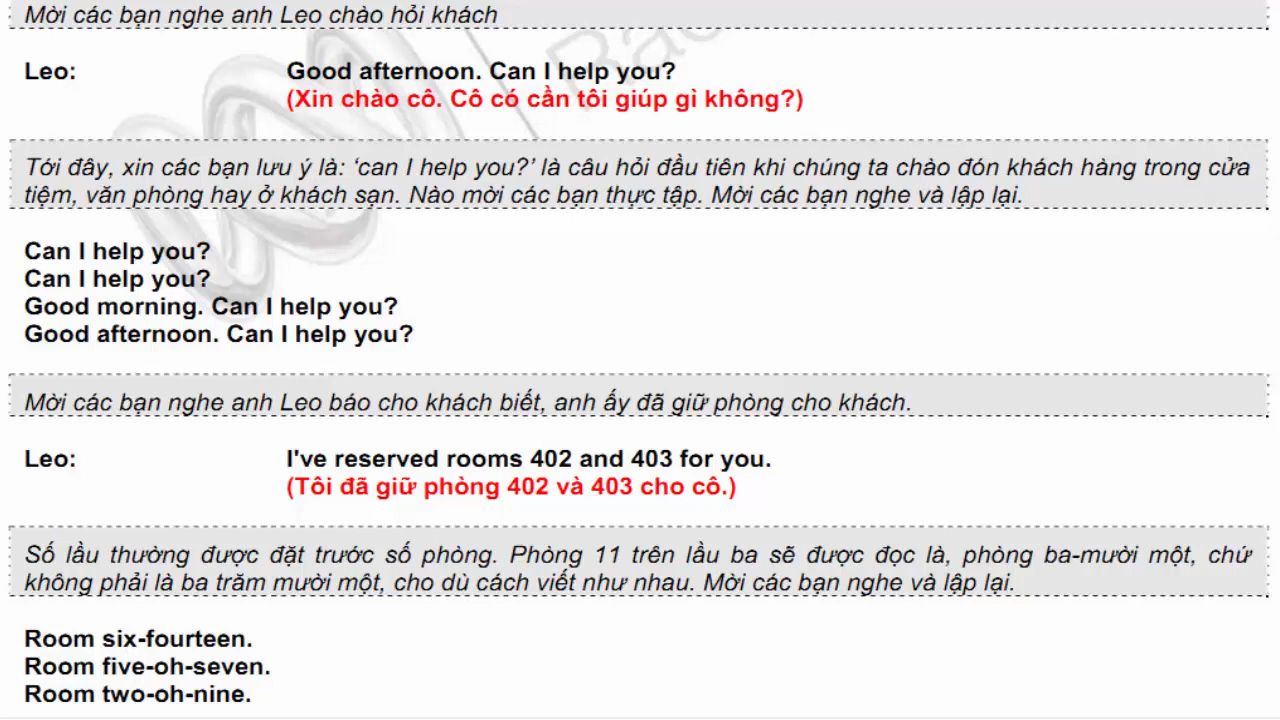 Mời các bạn nghe anh Leo chào hỏi khách
Leo: Good afternoon. Can I help you?
(Xin chào cô. Cô có cần tôi giúp gì không?)
Tới đây, xin các bạn lưu ý là: ‘can I help you?’ là câu hỏi đầu tiên khi chúng ta chào đón khách hàng trong cửa
tiệm, văn phòng hay ở khách sạn. Nào mời các bạn thực tập. Mời các bạn nghe và lập lại.
Can I help you?
Can I help you?
Good morning. Can I help you?
Good afternoon. Can I help you?
Mời các bạn nghe anh Leo báo cho khách biết, anh ấy đã giữ phòng cho khách.
Leo: I've reserved rooms 402 and 403 for you.
(Tôi đã giữ phòng 402 và 403 cho cô.)
Số lầu thường được đặt trước số phòng. Phòng 11 trên lầu ba sẽ được đọc là, phòng ba-mười một, chứ
không phải là ba trăm mười một, cho dù cách viết như nhau. Mời các bạn nghe và lập lại.
Room six-fourteen.
Room five-oh-seven.
Room two-oh-nine.